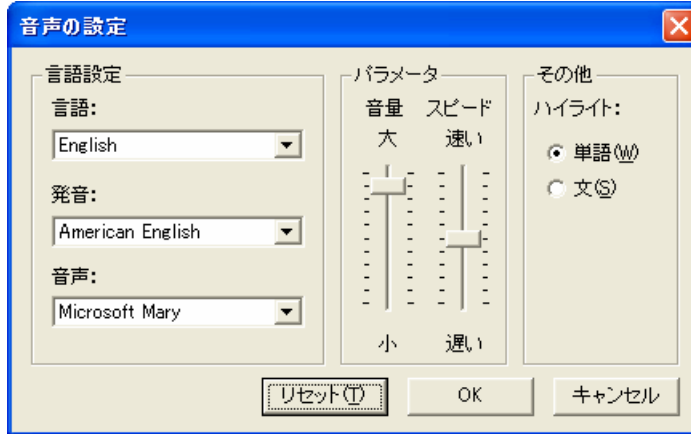 音声の設定
言語設定
言語:
English
発音:
American English
音声:
Microsoft Mary
パラメータ
音量 スピード
大 速い
小 遅い
その他
ハイライト:
単語(W)
文(S)
リセット(T) OK キャンセル